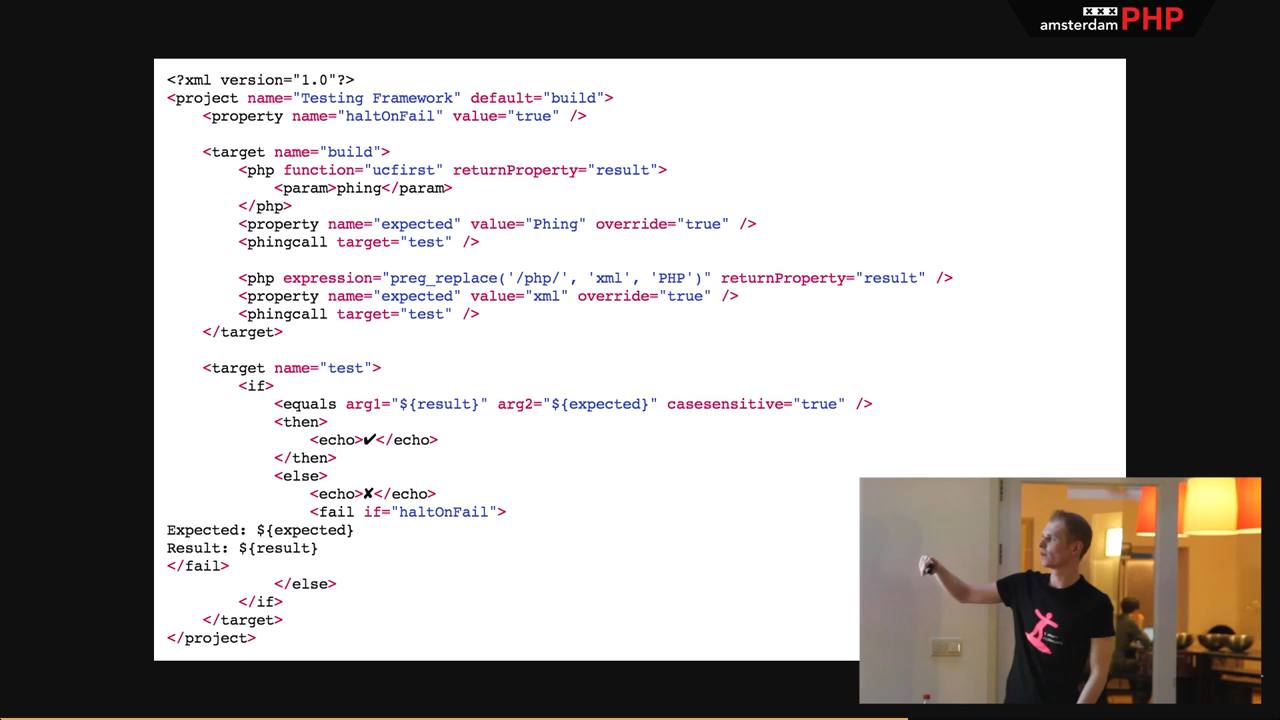 xxx
amsterdamPHP
<?xml version="1.0"?>
<project name="Testing Framework" default="build">
    <property name="haltOnFail" value="true" />
    <target name="build">
        <php function="ucfirst" returnProperty="result">
            <param>phing</param>
        </php>
        <property name="expected" value="Phing" override="true" />
        <phingcall target="test" />
        <php expression="preg_replace('/php/', 'xml', 'PHP')" returnProperty="result" />
        <property name="expected" value="xml" override="true" />
        <phingcall target="test" />
    </target>
    <target name="test">
        <if>
            <equals arg1="${result}" arg2="${expected}" casesensitive="true" />
            <then>
                <echo>✔</echo>
            </then>
            <else>
                <echo>✘</echo>
                <fail if="haltOnFail">
Expected: ${expected}
Result: ${result}
</fail>
            </else>
        </if>
    </target>
</project>